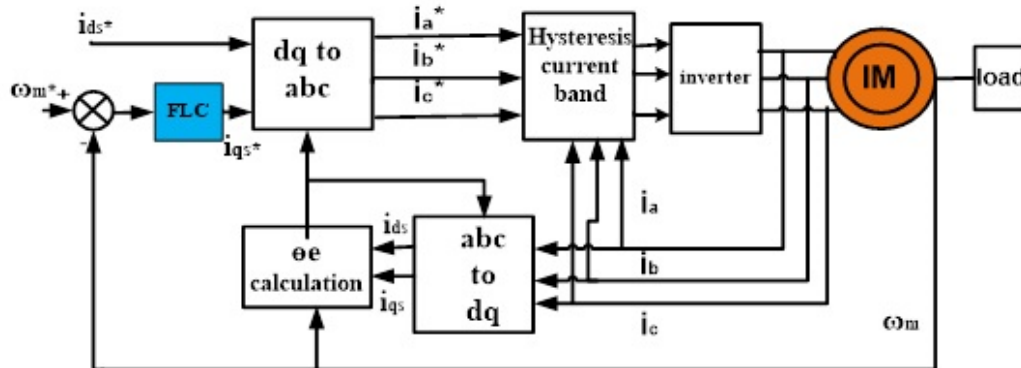 ids*
ωm*+
-
FLC
iqs*
dq to
abc
ia*
ib*
ic*
Hysteresis
current
band
inverter
IM
load
ɵe
calculation
ids
iqs
abc
to
dq
ia
ib
ic
ωm